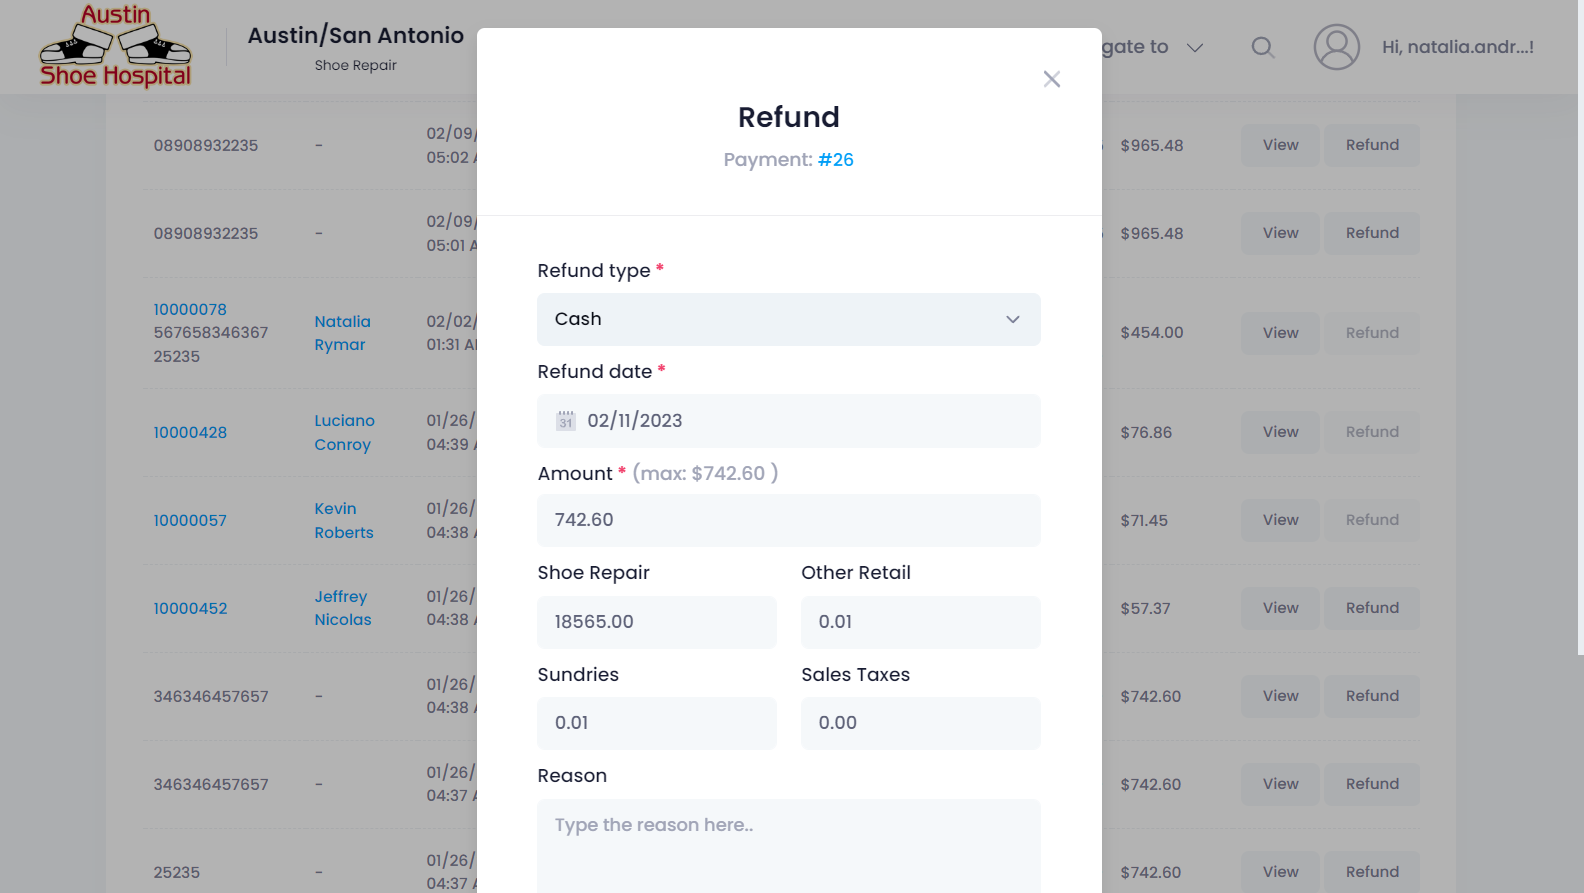 Austin
Shoe Hospital
Austin/San Antonio
Shoe Repair
gate to
Hi, natalia.andr...!
Refund
Payment: #26
Refund type *
Cash
Refund date *
31
02/11/2023
Amount * (max: $742.60 )
742.60
Shoe Repair
Other Retail
18565.00
0.01
Sundries
Sales Taxes
0.01
0.00
Reason
Type the reason here..
08908932235
-
02/09/
05:02
$965.48
View
Refund
08908932235
-
02/09/
05:01
$965.48
View
Refund
10000078
567658346367
25235
Natalia
Rymar
02/02/
01:31
$454.00
View
Refund
10000428
Luciano
Conroy
01/26/
04:39
$76.86
View
Refund
10000057
Kevin
Roberts
01/26/
04:38
$71.45
View
Refund
10000452
Jeffrey
Nicolas
01/26/
04:38
$57.37
View
Refund
346346457657
-
01/26/
04:38
$742.60
View
Refund
346346457657
-
01/26/
04:37
$742.60
View
Refund
25235
-
01/26/
04:37
$742.60
View
Refund